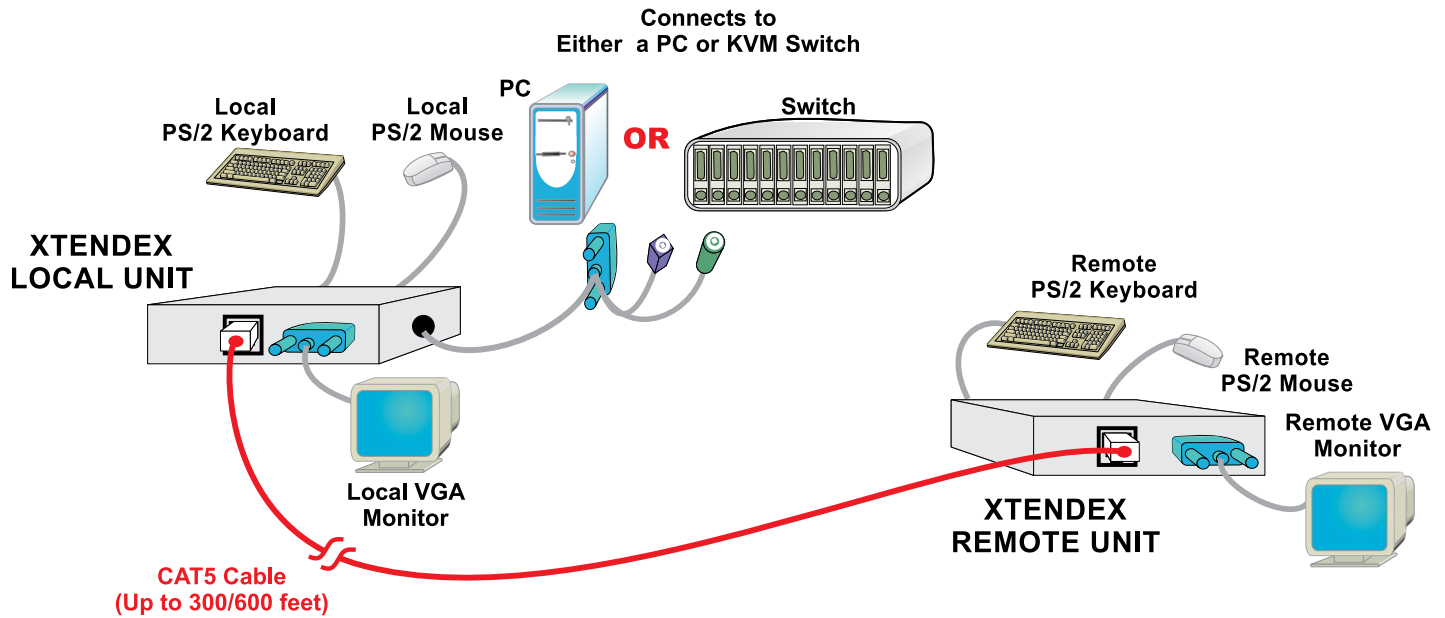 Connects to
Either a PC or KVM Switch
PC
OR
Switch
Local
PS/2 Keyboard
Local
PS/2 Mouse
XTENDEX
LOCAL UNIT
Local VGA
Monitor
CAT5 Cable
(Up to 300/600 feet)
Remote
PS/2 Keyboard
Remote
PS/2 Mouse
Remote VGA
Monitor
XTENDEX
REMOTE UNIT